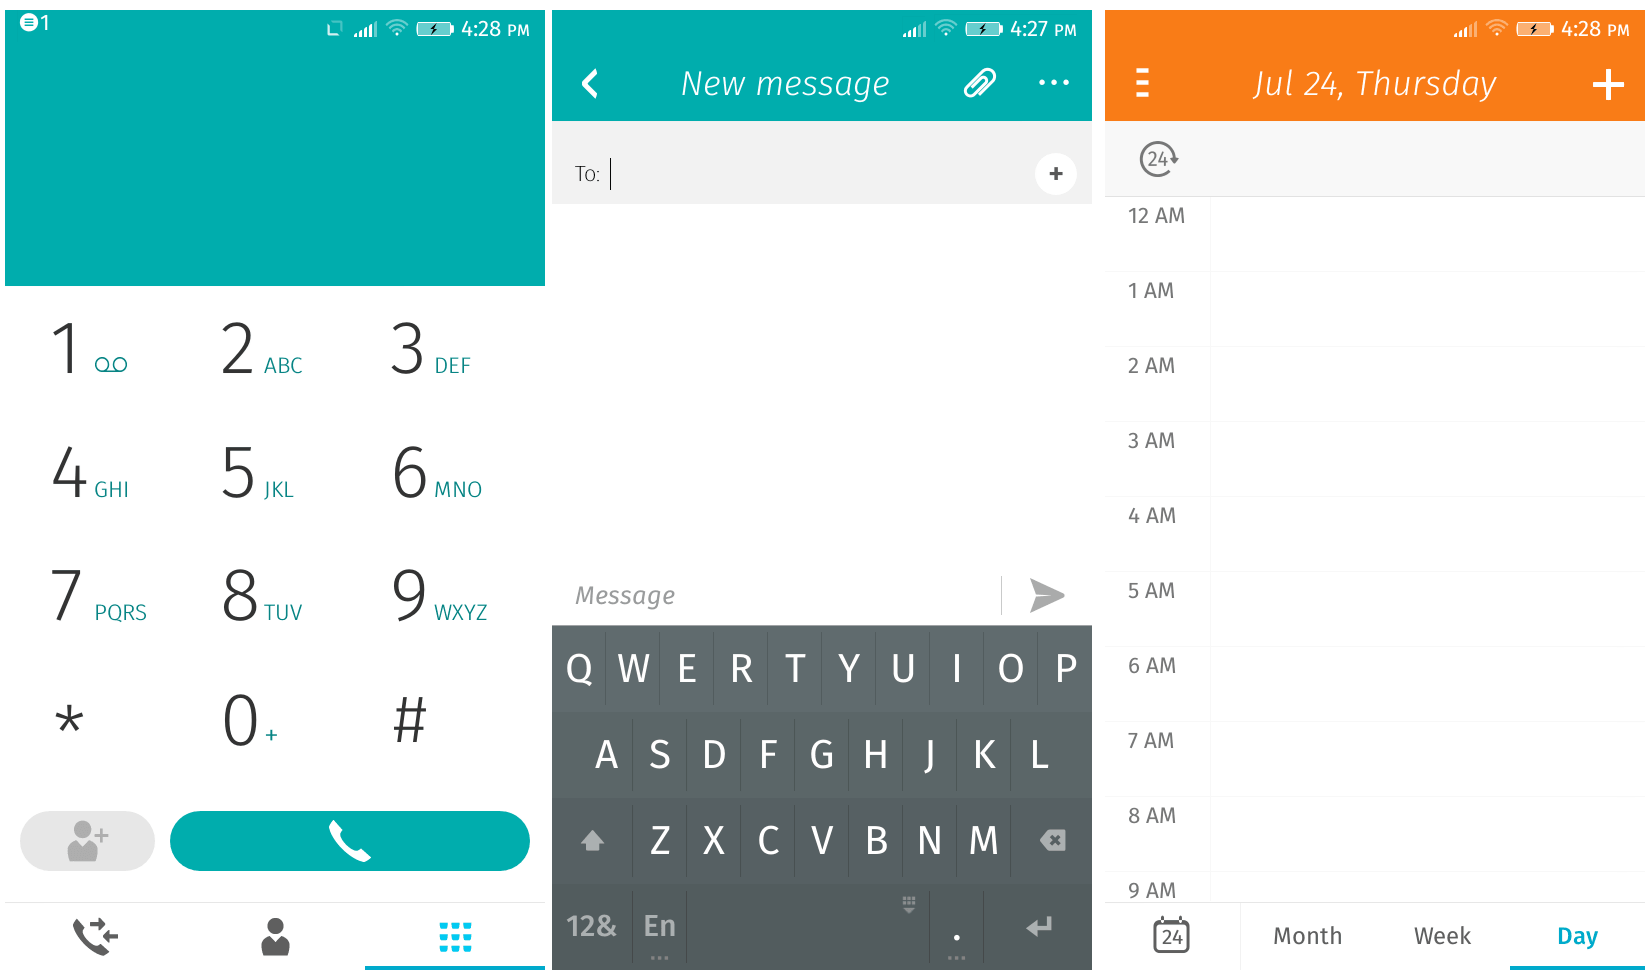 1
4:28 PM
1
2 ABC
3 DEF
4 GHI
5 JKL
6 MNO
7 PQRS
8 TUV
9 WXYZ
*
0 +
#
4:27 PM
New message
To:
+
Message
Q W E R T Y U I O P
A S D F G H J K L
Z X C V B N M
12& En .
4:28 PM
Jul 24, Thursday
24
12 AM
1 AM
2 AM
3 AM
4 AM
5 AM
6 AM
7 AM
8 AM
9 AM
24 Month Week Day